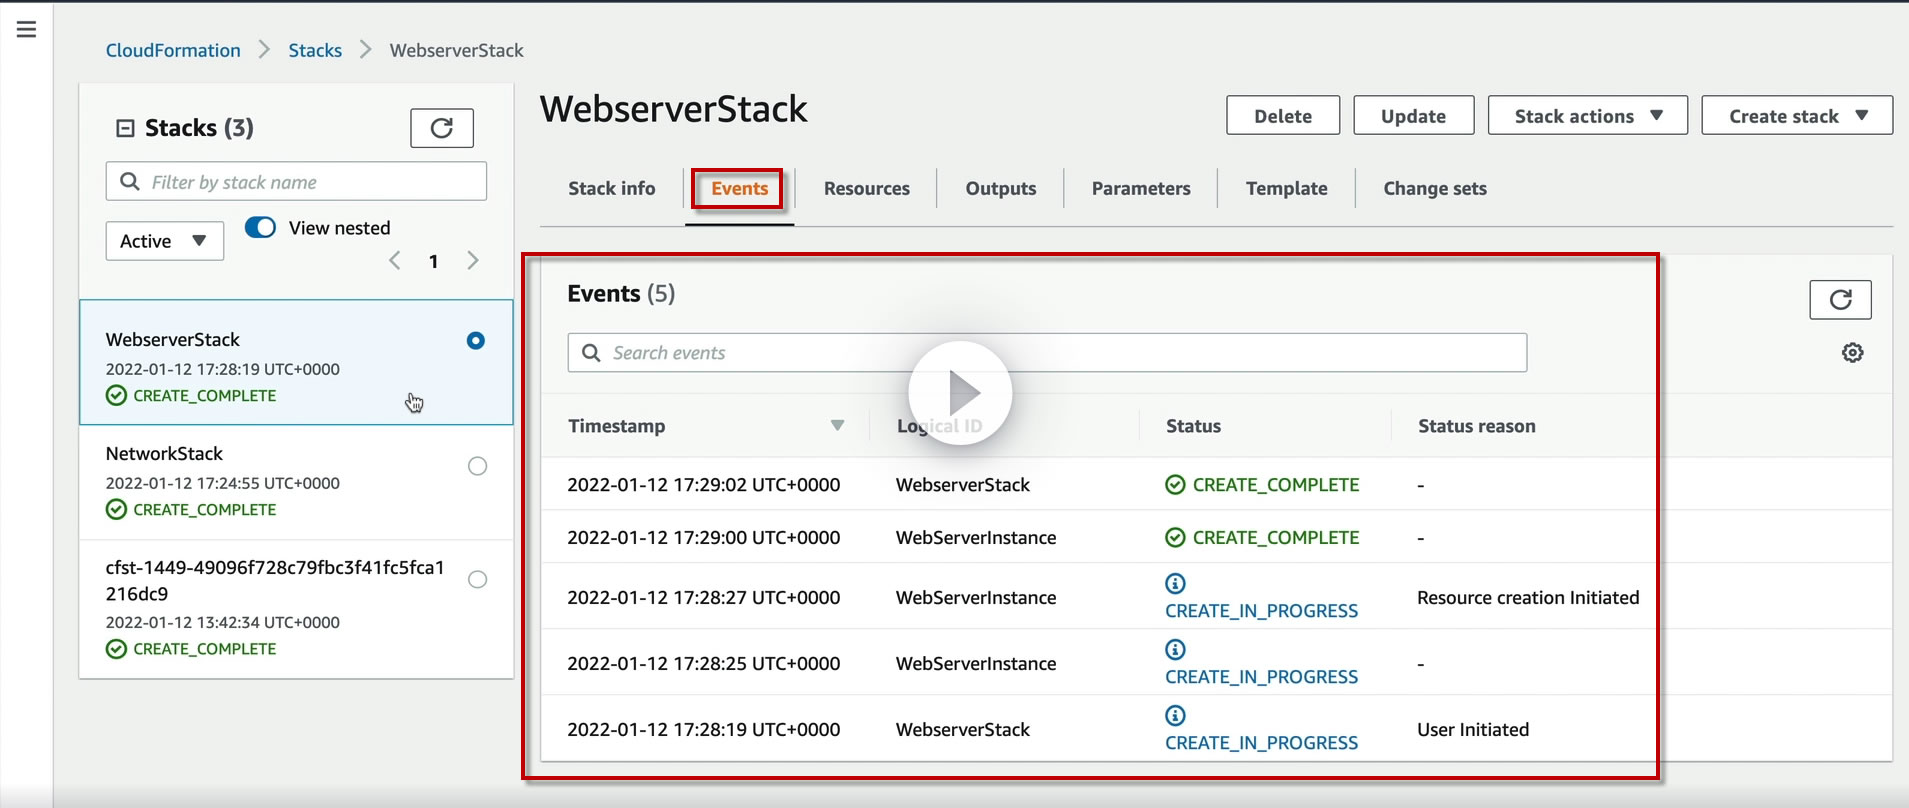 CloudFormation > Stacks > WebserverStack
Stacks (3)
Filter by stack name
Active
View nested
1
WebserverStack
2022-01-12 17:28:19 UTC+0000
CREATE_COMPLETE
NetworkStack
2022-01-12 17:24:55 UTC+0000
CREATE_COMPLETE
cfst-1449-49096f728c79fbc3f41fc5fca1
216dc9
2022-01-12 13:42:34 UTC+0000
CREATE_COMPLETE
WebserverStack
Delete Update Stack actions Create stack
Stack info Events Resources Outputs Parameters Template Change sets
Events (5)
Search events
Timestamp Logical ID Status Status reason
2022-01-12 17:29:02 UTC+0000 WebserverStack CREATE_COMPLETE -
2022-01-12 17:29:00 UTC+0000 WebServerInstance CREATE_COMPLETE -
2022-01-12 17:28:27 UTC+0000 WebServerInstance CREATE_IN_PROGRESS Resource creation Initiated
2022-01-12 17:28:25 UTC+0000 WebServerInstance CREATE_IN_PROGRESS -
2022-01-12 17:28:19 UTC+0000 WebserverStack CREATE_IN_PROGRESS User Initiated